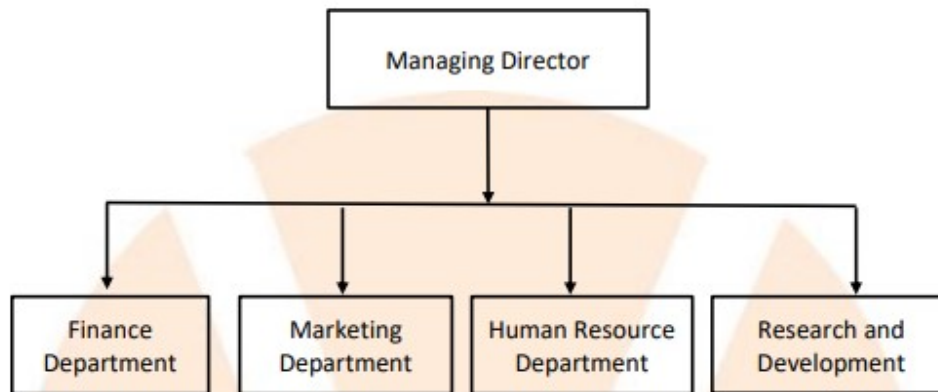 Managing Director
Finance
Department
Marketing
Department
Human Resource
Department
Research and
Development